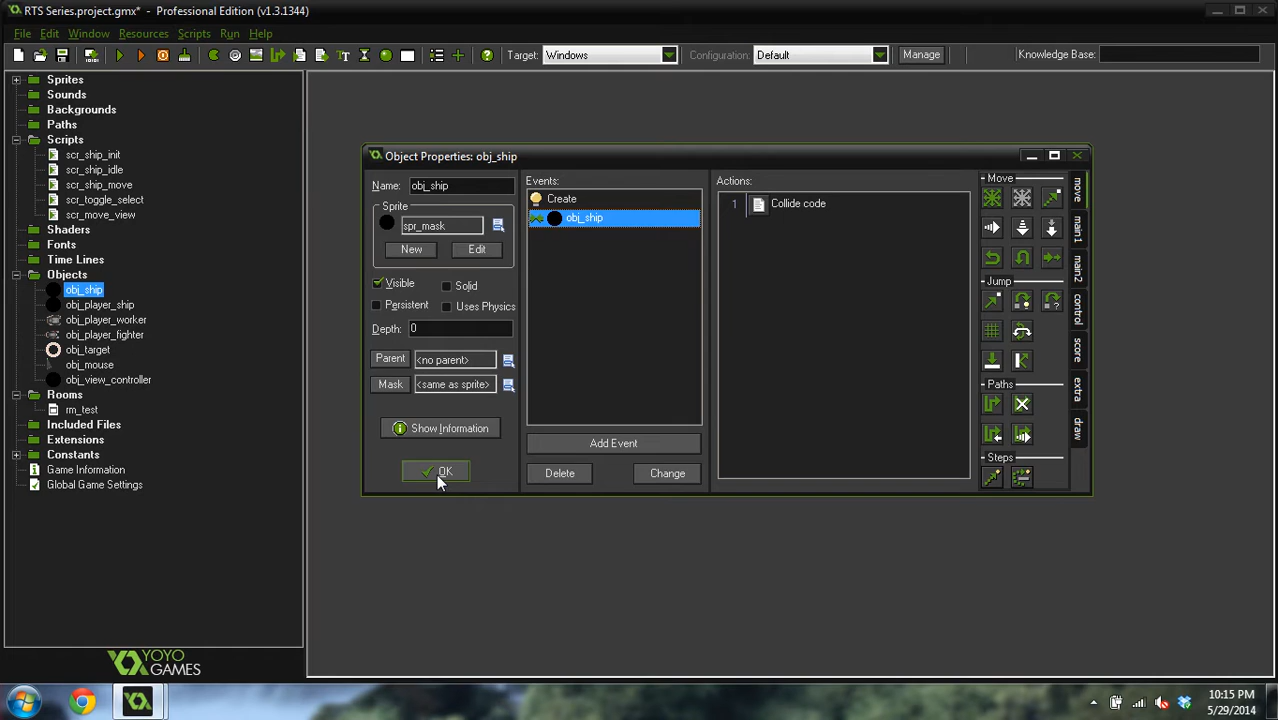 RTS Series.project.gmx* - Professional Edition (v1.3.1344)
File Edit Window Resources Scripts Run Help
Target: Windows Configuration: Default Manage Knowledge Base:
Sprites
Sounds
Backgrounds
Paths
Scripts
scr_ship_init
scr_ship_idle
scr_ship_move
scr_toggle_select
scr_move_view
Shaders
Fonts
Time Lines
Objects
obj_ship
obj_player_ship
obj_player_worker
obj_player_fighter
obj_target
obj_mouse
obj_view_controller
Rooms
rm_test
Included Files
Extensions
Constants
Game Information
Global Game Settings
YOYO
GAMES
Object Properties: obj_ship
Name: obj_ship
Sprite
spr_mask
New Edit
Visible Solid
Persistent Uses Physics
Depth: 0
Parent <no parent>
Mask <same as sprite>
Show Information
OK
Events:
Create
obj_ship
Add Event
Delete Change
Actions:
1 Collide code
Move
Jump
Paths
Steps
move
main1
main2
control
score
extra
draw
10:15 PM
5/29/2014